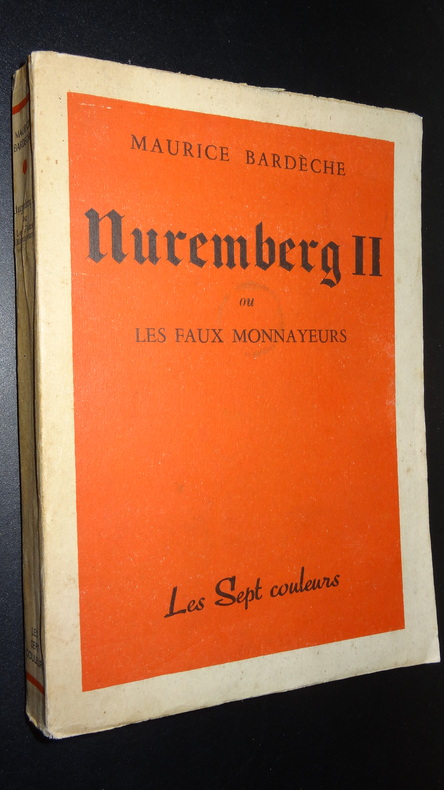 MAURICE BARDÈCHE
Nuremberg II
ou
LES FAUX MONNAYEURS
Les Sept couleurs